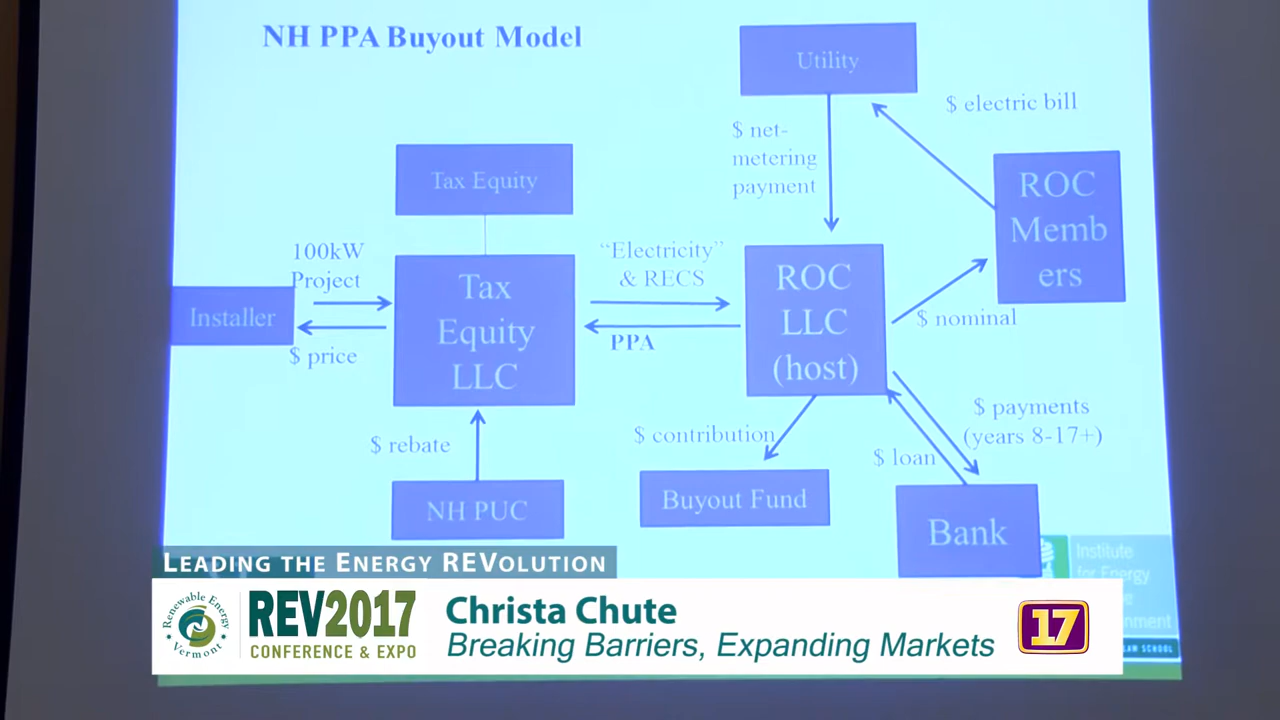 NH PPA Buyout Model
Utility
$ electric bill
$ net-
metering
payment
ROC
Memb
ers
Tax Equity
100kW
Project
"Electricity"
& RECS
Tax
Equity
LLC
ROC
LLC
(host)
Installer
$ price
PPA
$ nominal
$ payments
(years 8-17+)
$ rebate
$ contribution
$ loan
NH PUC
Buyout Fund
Bank
Institute
for Energy
LAW SCHOOL
LEADING THE ENERGY REVOLUTION
Renewable Energy
Vermont
REV2017
CONFERENCE & EXPO
Christa Chute
Breaking Barriers, Expanding Markets
17